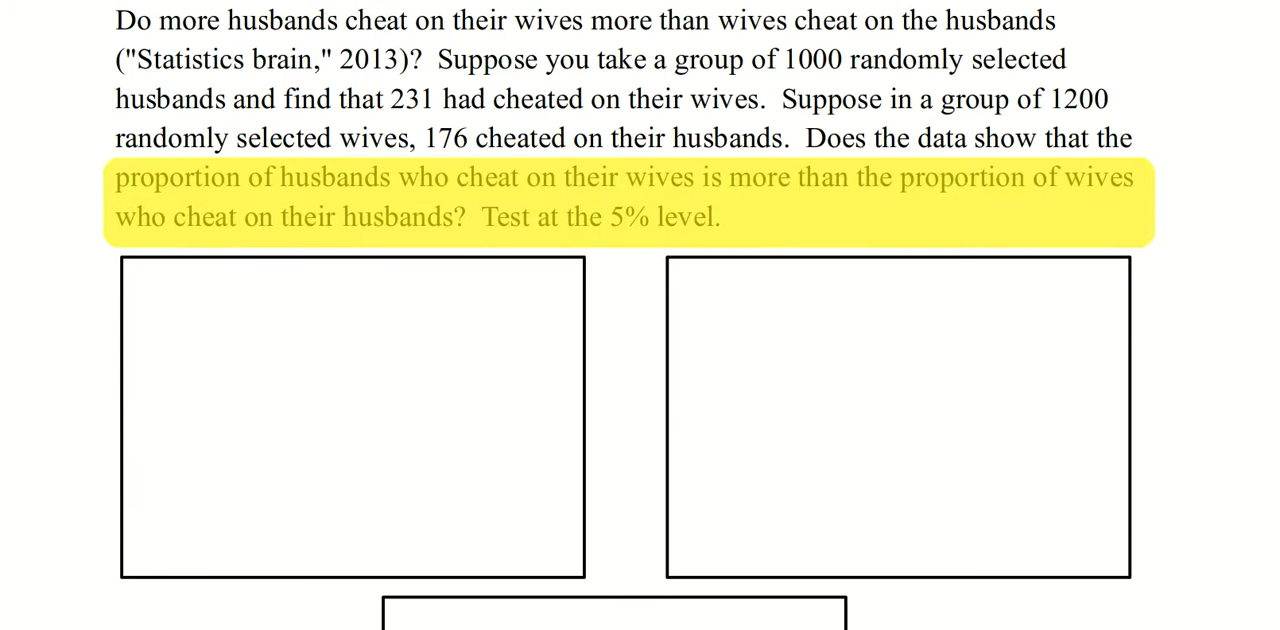 Do more husbands cheat on their wives more than wives cheat on the husbands
("Statistics brain," 2013)?  Suppose you take a group of 1000 randomly selected
husbands and find that 231 had cheated on their wives.  Suppose in a group of 1200
randomly selected wives, 176 cheated on their husbands.  Does the data show that the
proportion of husbands who cheat on their wives is more than the proportion of wives
who cheat on their husbands?  Test at the 5% level.